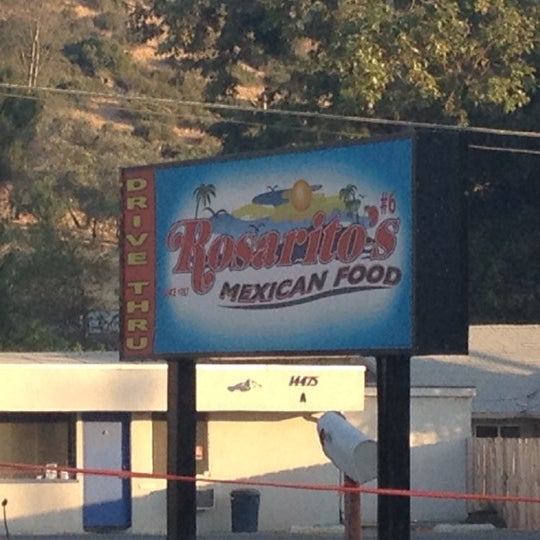 DRIVE THRU
#6
Rosarito's
MEXICAN FOOD
14475
A